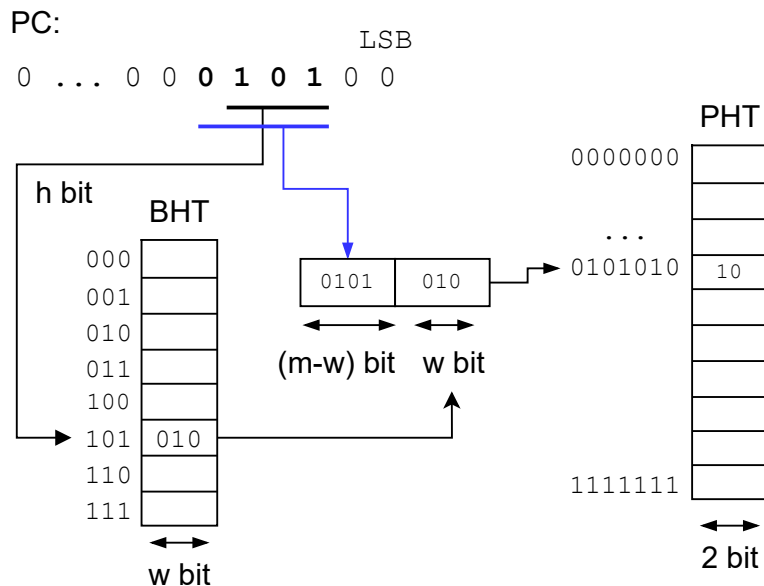 PC:
LSB
0 ... 0 0 0 1 0 1 0 0
h bit
BHT
000
001
010
011
100
101 010
110
111
w bit
0101 010
(m-w) bit w bit
PHT
0000000
...
0101010 10
1111111
2 bit